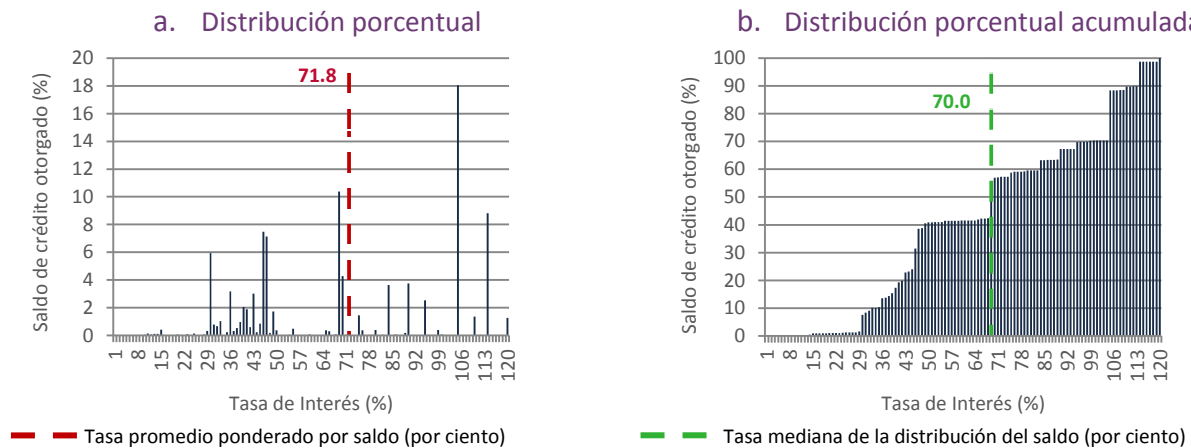 a. Distribución porcentual
71.8
Saldo de crédito otorgado (%)
20
18
16
14
12
10
8
6
4
2
0
1 8 15 22 29 36 43 50 57 64 71 78 85 92 99 106 113 120
Tasa de Interés (%)
Tasa promedio ponderado por saldo (por ciento)
b. Distribución porcentual acumulada
70.0
Saldo de crédito otorgado (%)
100
90
80
70
60
50
40
30
20
10
0
1 8 15 22 29 36 43 50 57 64 71 78 85 92 99 106 113 120
Tasa de Interés (%)
Tasa mediana de la distribución del saldo (por ciento)